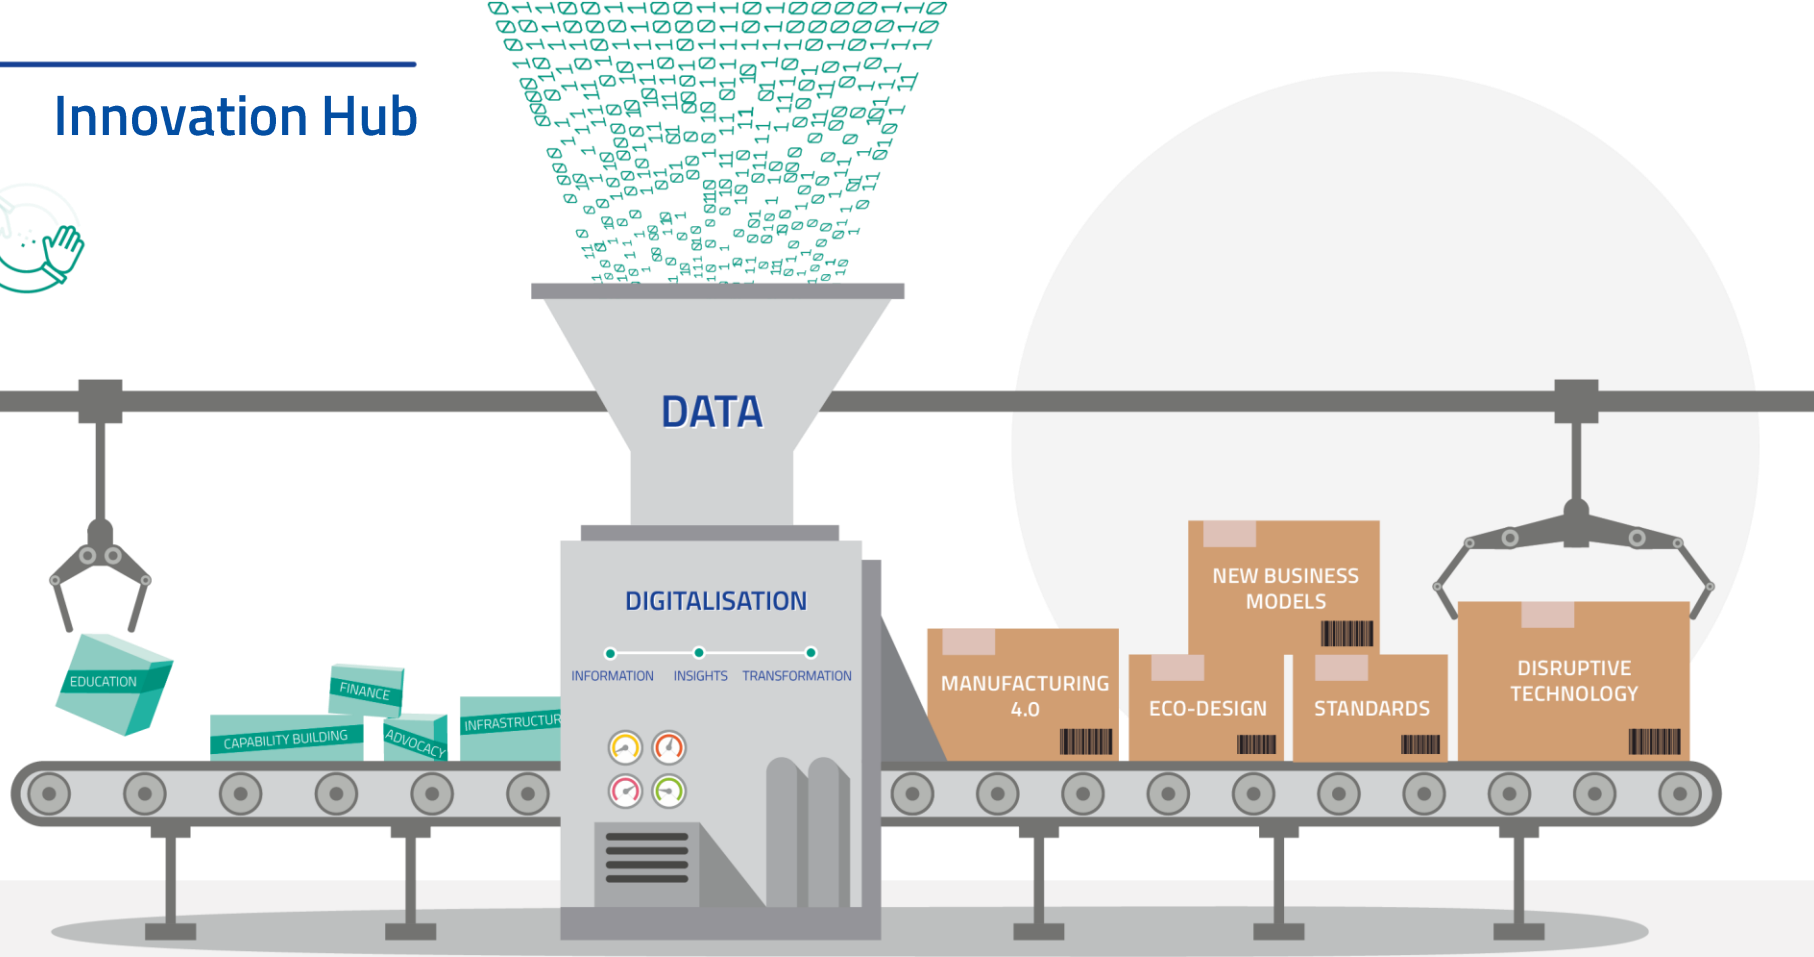 Innovation Hub
DATA
DIGITALISATION
INFORMATION INSIGHTS TRANSFORMATION
EDUCATION
CAPABILITY BUILDING
FINANCE
ADVOCACY
INFRASTRUCTUR
MANUFACTURING
4.0
ECO-DESIGN
NEW BUSINESS
MODELS
STANDARDS
DISRUPTIVE
TECHNOLOGY